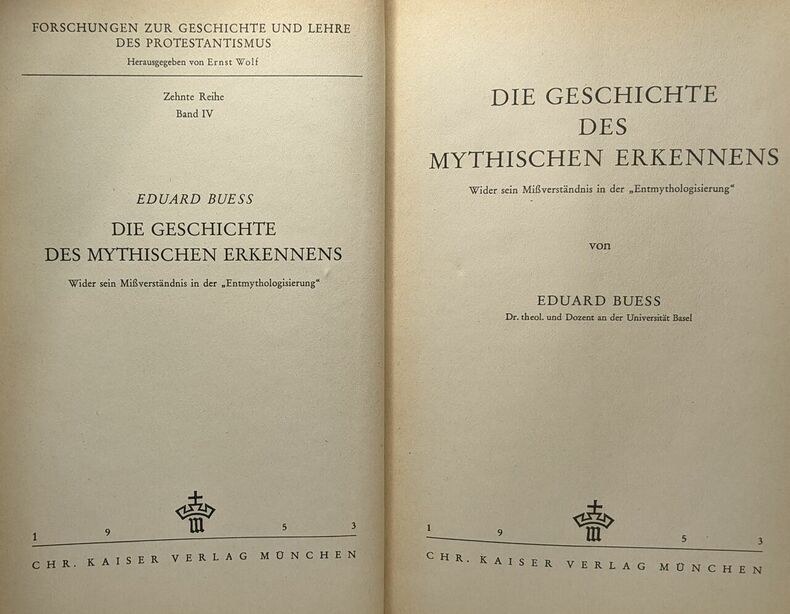 FORSCHUNGEN ZUR GESCHICHTE UND LEHRE
DES PROTESTANTISMUS
Herausgegeben von Ernst Wolf
Zehnte Reihe
Band IV
EDUARD BUESS
DIE GESCHICHTE
DES MYTHISCHEN ERKENNENS
Wider sein Mißverständnis in der „Entmythologisierung“
1 9 5 3
CHR. KAISER VERLAG MÜNCHEN
DIE GESCHICHTE
DES
MYTHISCHEN ERKENNENS
Wider sein Mißverständnis in der „Entmythologisierung“
von
EDUARD BUESS
Dr. theol. und Dozent an der Universität Basel
1 9 5 3
CHR. KAISER VERLAG MÜNCHEN